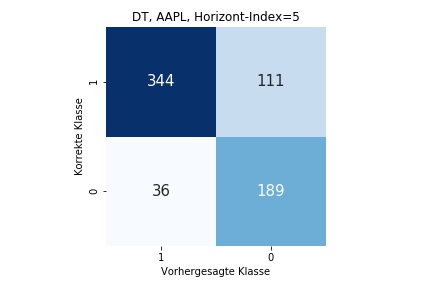 DT, AAPL, Horizont-Index=5
Korrekte Klasse
1
344
111
0
36
189
1
0
Vorhergesagte Klasse